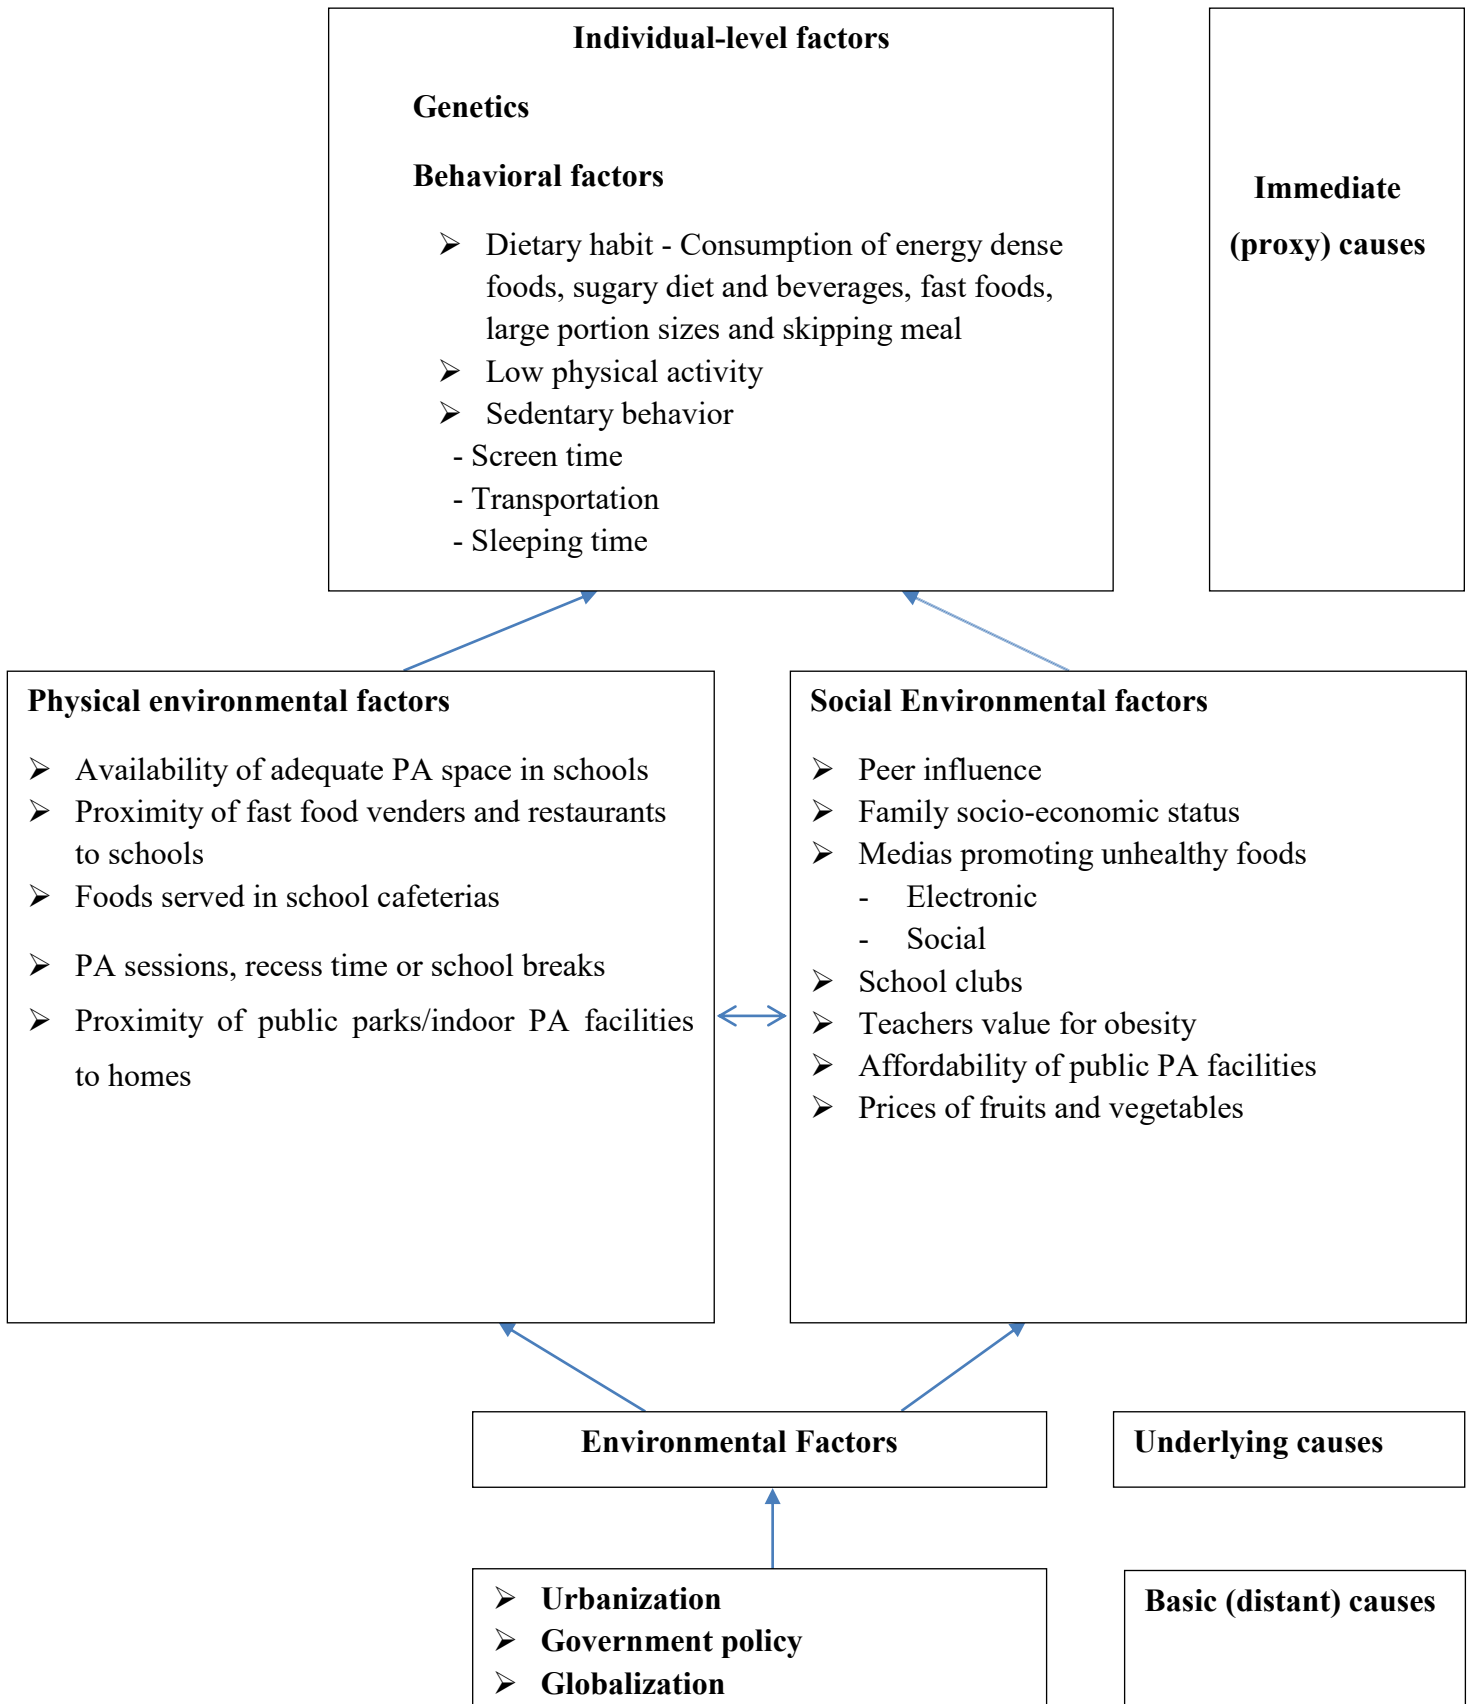 Individual-level factors
Genetics
Behavioral factors
➢ Dietary habit - Consumption of energy dense
foods, sugary diet and beverages, fast foods,
large portion sizes and skipping meal
➢ Low physical activity
➢ Sedentary behavior
- Screen time
- Transportation
- Sleeping time
Immediate
(proxy) causes
Physical environmental factors
➢ Availability of adequate PA space in schools
➢ Proximity of fast food venders and restaurants
to schools
➢ Foods served in school cafeterias
➢ PA sessions, recess time or school breaks
➢ Proximity of public parks/indoor PA facilities
to homes
Social Environmental factors
➢ Peer influence
➢ Family socio-economic status
➢ Medias promoting unhealthy foods
- Electronic
- Social
➢ School clubs
➢ Teachers value for obesity
➢ Affordability of public PA facilities
➢ Prices of fruits and vegetables
Environmental Factors
Underlying causes
➢ Urbanization
➢ Government policy
➢ Globalization
Basic (distant) causes